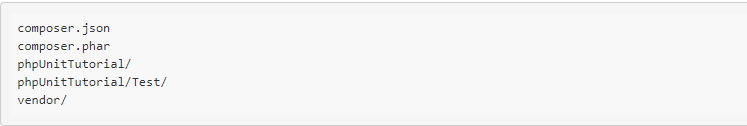 composer.json
composer.phar
phpUnitTutorial/
phpUnitTutorial/Test/
vendor/